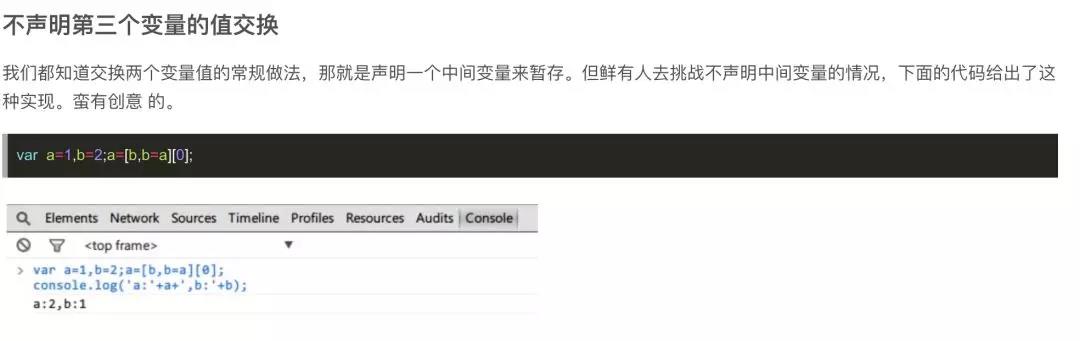 不声明第三个变量的值交换
我们都知道交换两个变量值的常规做法，那就是声明一个中间变量来暂存。但鲜有人去挑战不声明中间变量的情况，下面的代码给出了这
种实现。蛮有创意 的。
var a=1,b=2;a=[b,b=a][0];
Elements Network Sources Timeline Profiles Resources Audits Console
<top frame> ▼
> var a=1,b=2;a=[b,b=a][0];
console.log('a:'+a+',b:'+b);
a:2,b:1